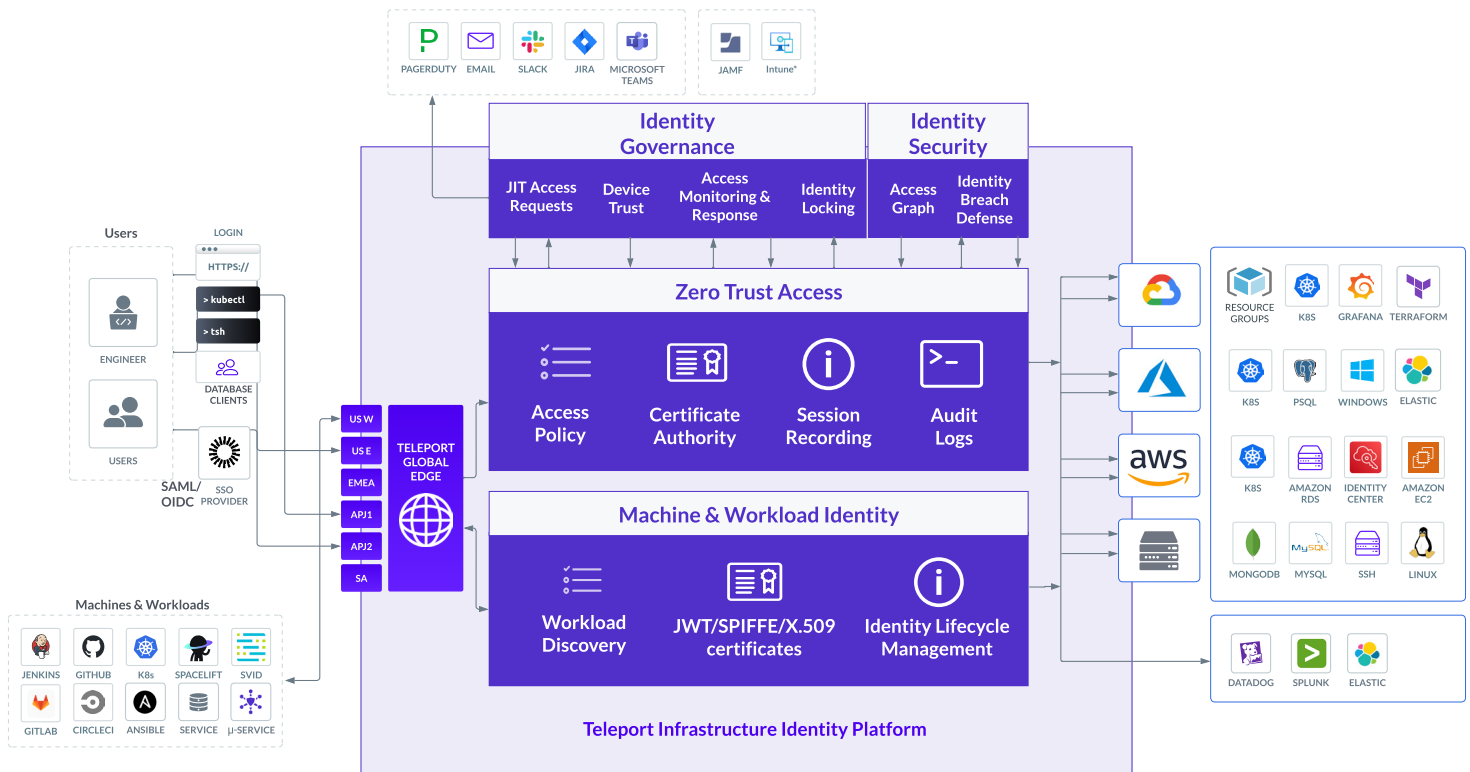 PAGERDUTY
EMAIL
SLACK
JIRA
MICROSOFT
TEAMS
JAMF
Intune*
Identity
Governance
Identity
Security
JIT Access
Requests
Device
Trust
Access
Monitoring &
Response
Identity
Locking
Access
Graph
Identity
Breach
Defense
Users
LOGIN
HTTPS://
> kubectl
> tsh
ENGINEER
DATABASE
CLIENTS
USERS
SAML/
OIDC
SSO
PROVIDER
US W
US E
EMEA
APJ1
APJ2
SA
TELEPORT
GLOBAL
EDGE
Zero Trust Access
Access
Policy
Certificate
Authority
Session
Recording
Audit
Logs
Machine & Workload Identity
Workload
Discovery
JWT/SPIFFE/X.509
certificates
Identity Lifecycle
Management
Teleport Infrastructure Identity Platform
Machines & Workloads
JENKINS
GITHUB
K8s
SPACELIFT
SVID
GITLAB
CIRCLECI
ANSIBLE
SERVICE
μ-SERVICE
aws
RESOURCE
GROUPS
K8S
GRAFANA
TERRAFORM
K8S
PSQL
WINDOWS
ELASTIC
K8S
AMAZON
RDS
IDENTITY
CENTER
AMAZON
EC2
MONGODB
MySQL
MYSQL
SSH
LINUX
DATADOG
SPLUNK
ELASTIC